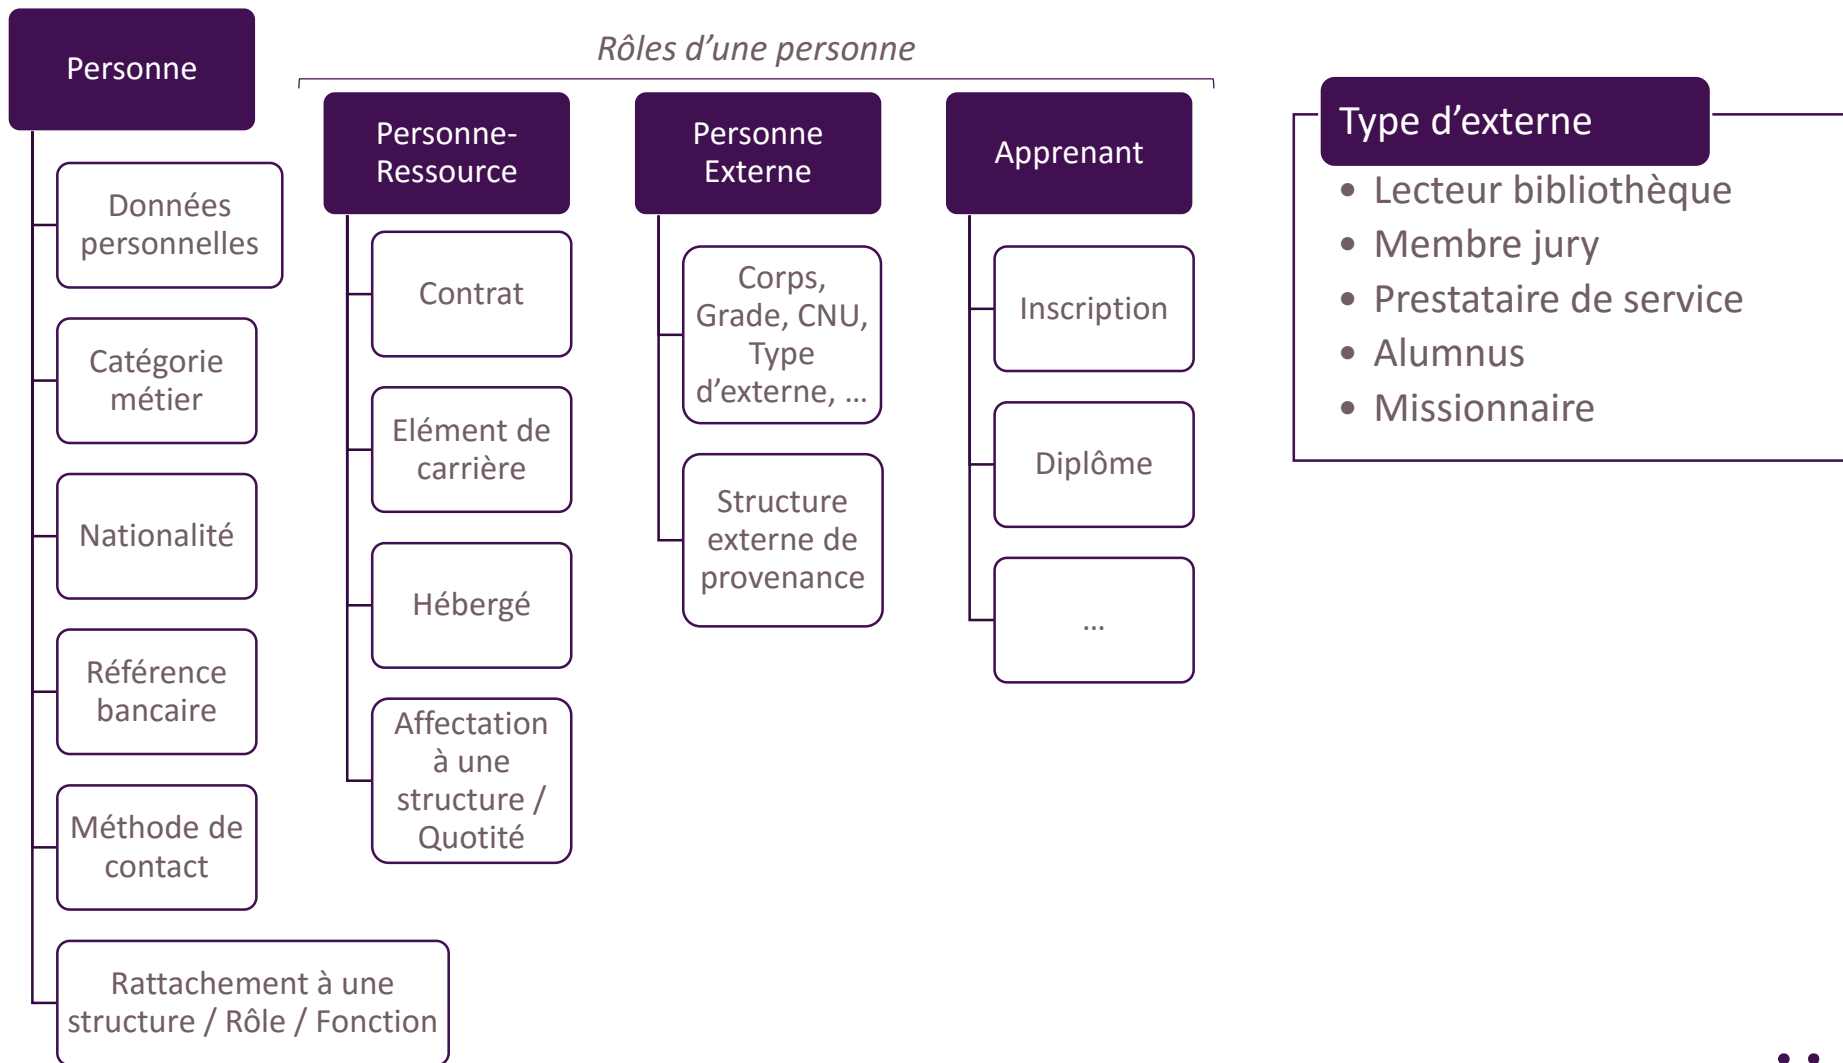 Personne
Données
personnelles
Catégorie
métier
Nationalité
Référence
bancaire
Méthode de
contact
Rattachement à une
structure / Rôle / Fonction
Rôles d’une personne
Personne-
Ressource
Contrat
Elément de
carrière
Hébergé
Affectation
à une
structure /
Quotité
Personne
Externe
Corps,
Grade, CNU,
Type
d’externe, …
Structure
externe de
provenance
Apprenant
Inscription
Diplôme
…
Type d’externe
• Lecteur bibliothèque
• Membre jury
• Prestataire de service
• Alumnus
• Missionnaire